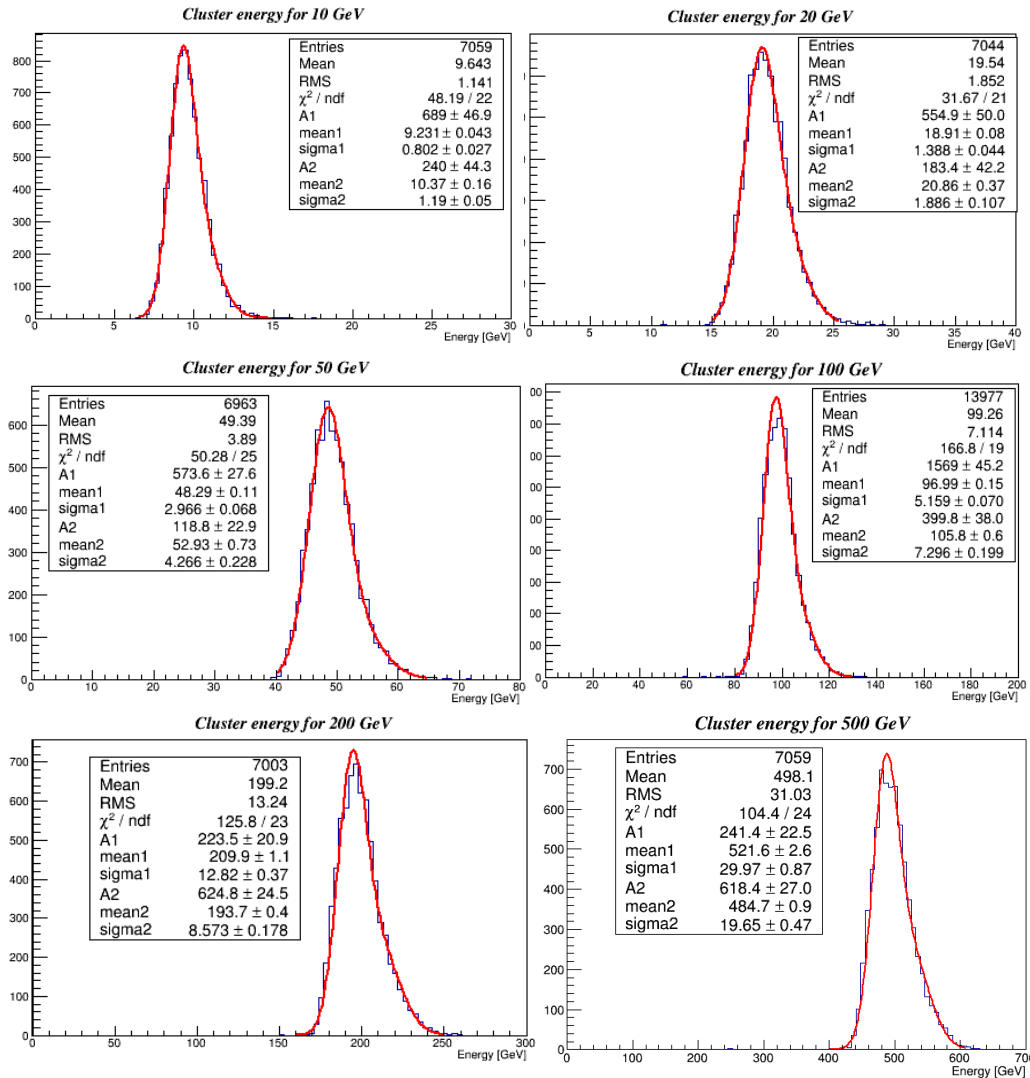 Cluster energy for 10 GeV
Entries 7059
Mean 9.643
RMS 1.141
χ² / ndf 48.19 / 22
A1 689 ± 46.9
mean1 9.231 ± 0.043
sigma1 0.802 ± 0.027
A2 240 ± 44.3
mean2 10.37 ± 0.16
sigma2 1.19 ± 0.05
800
700
600
500
400
300
200
100
0
0 5 10 15 20 25 30
Energy [GeV]
Cluster energy for 20 GeV
Entries 7044
Mean 19.54
RMS 1.852
χ² / ndf 31.67 / 21
A1 554.9 ± 50.0
mean1 18.91 ± 0.08
sigma1 1.388 ± 0.044
A2 183.4 ± 42.2
mean2 20.86 ± 0.37
sigma2 1.886 ± 0.107
0 5 10 15 20 25 30 35 40
Energy [GeV]
Cluster energy for 50 GeV
Entries 6963
Mean 49.39
RMS 3.89
χ² / ndf 50.28 / 25
A1 573.6 ± 27.6
mean1 48.29 ± 0.11
sigma1 2.966 ± 0.068
A2 118.8 ± 22.9
mean2 52.93 ± 0.73
sigma2 4.266 ± 0.228
600
500
400
300
200
100
0
0 10 20 30 40 50 60 70 80
Energy [GeV]
Cluster energy for 100 GeV
Entries 13977
Mean 99.26
RMS 7.114
χ² / ndf 166.8 / 19
A1 1569 ± 45.2
mean1 96.99 ± 0.15
sigma1 5.159 ± 0.070
A2 399.8 ± 38.0
mean2 105.8 ± 0.6
sigma2 7.296 ± 0.199
00
00
00
00
00
00
00
00
0
0 20 40 60 80 100 120 140 160 180 200
Energy [GeV]
Cluster energy for 200 GeV
Entries 7003
Mean 199.2
RMS 13.24
χ² / ndf 125.8 / 23
A1 223.5 ± 20.9
mean1 209.9 ± 1.1
sigma1 12.82 ± 0.37
A2 624.8 ± 24.5
mean2 193.7 ± 0.4
sigma2 8.573 ± 0.178
700
600
500
400
300
200
100
0
0 50 100 150 200 250 300
Energy [GeV]
Cluster energy for 500 GeV
Entries 7059
Mean 498.1
RMS 31.03
χ² / ndf 104.4 / 24
A1 241.4 ± 22.5
mean1 521.6 ± 2.6
sigma1 29.97 ± 0.87
A2 618.4 ± 27.0
mean2 484.7 ± 0.9
sigma2 19.65 ± 0.47
700
600
500
400
300
200
100
0
0 100 200 300 400 500 600 700
Energy [GeV]